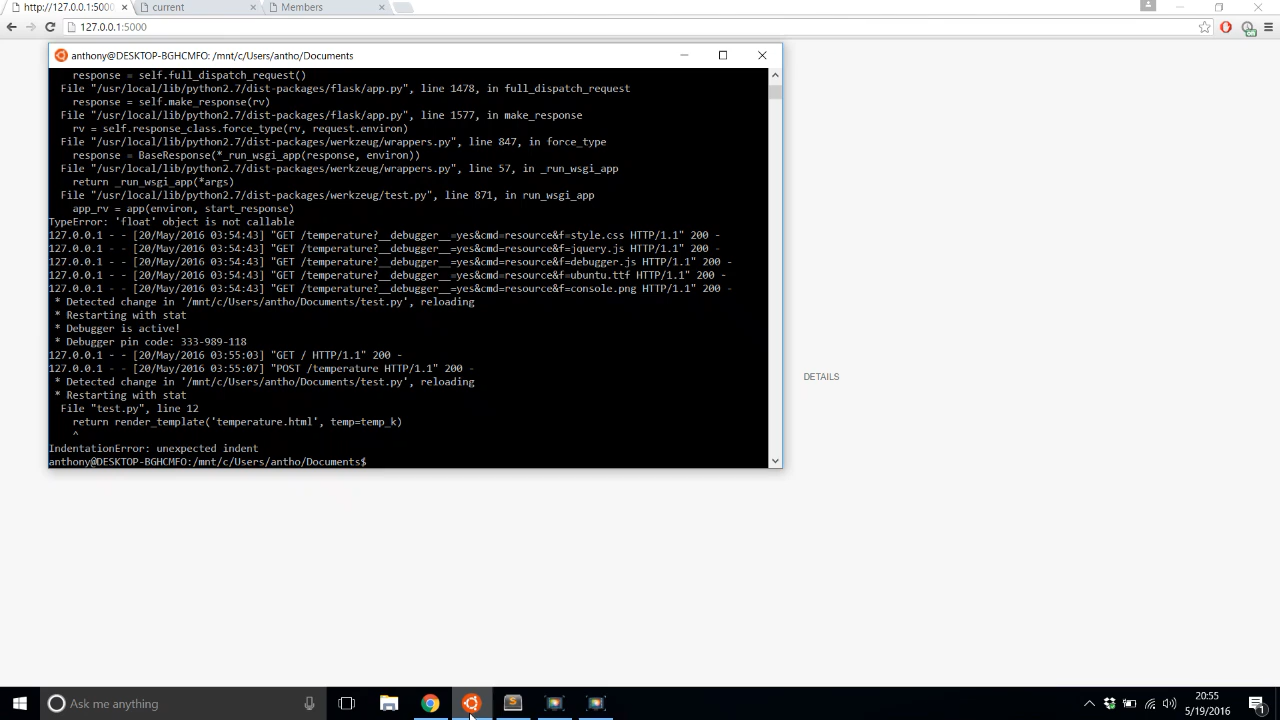 http://127.0.0.1:5000
current
Members
127.0.0.1:5000
anthony@DESKTOP-BGHCMFO: /mnt/c/Users/antho/Documents
response = self.full_dispatch_request()
File "/usr/local/lib/python2.7/dist-packages/flask/app.py", line 1478, in full_dispatch_request
response = self.make_response(rv)
File "/usr/local/lib/python2.7/dist-packages/flask/app.py", line 1577, in make_response
rv = self.response_class.force_type(rv, request.environ)
File "/usr/local/lib/python2.7/dist-packages/werkzeug/wrappers.py", line 847, in force_type
response = BaseResponse(*_run_wsgi_app(response, environ))
File "/usr/local/lib/python2.7/dist-packages/werkzeug/wrappers.py", line 57, in _run_wsgi_app
return _run_wsgi_app(*args)
File "/usr/local/lib/python2.7/dist-packages/werkzeug/test.py", line 871, in run_wsgi_app
app_rv = app(environ, start_response)
TypeError: 'float' object is not callable
127.0.0.1 - - [20/May/2016 03:54:43] "GET /temperature?__debugger__=yes&cmd=resource&f=style.css HTTP/1.1" 200 -
127.0.0.1 - - [20/May/2016 03:54:43] "GET /temperature?__debugger__=yes&cmd=resource&f=jquery.js HTTP/1.1" 200 -
127.0.0.1 - - [20/May/2016 03:54:43] "GET /temperature?__debugger__=yes&cmd=resource&f=debugger.js HTTP/1.1" 200 -
127.0.0.1 - - [20/May/2016 03:54:43] "GET /temperature?__debugger__=yes&cmd=resource&f=ubuntu.ttf HTTP/1.1" 200 -
127.0.0.1 - - [20/May/2016 03:54:43] "GET /temperature?__debugger__=yes&cmd=resource&f=console.png HTTP/1.1" 200 -
* Detected change in '/mnt/c/Users/antho/Documents/test.py', reloading
* Restarting with stat
* Debugger is active!
* Debugger pin code: 333-989-118
127.0.0.1 - - [20/May/2016 03:55:03] "GET / HTTP/1.1" 200 -
127.0.0.1 - - [20/May/2016 03:55:07] "POST /temperature HTTP/1.1" 200 -
* Detected change in '/mnt/c/Users/antho/Documents/test.py', reloading
* Restarting with stat
File "test.py", line 12
return render_template('temperature.html', temp=temp_k)
^
IndentationError: unexpected indent
anthony@DESKTOP-BGHCMFO:/mnt/c/Users/antho/Documents$
DETAILS
Ask me anything
20:55
5/19/2016
1